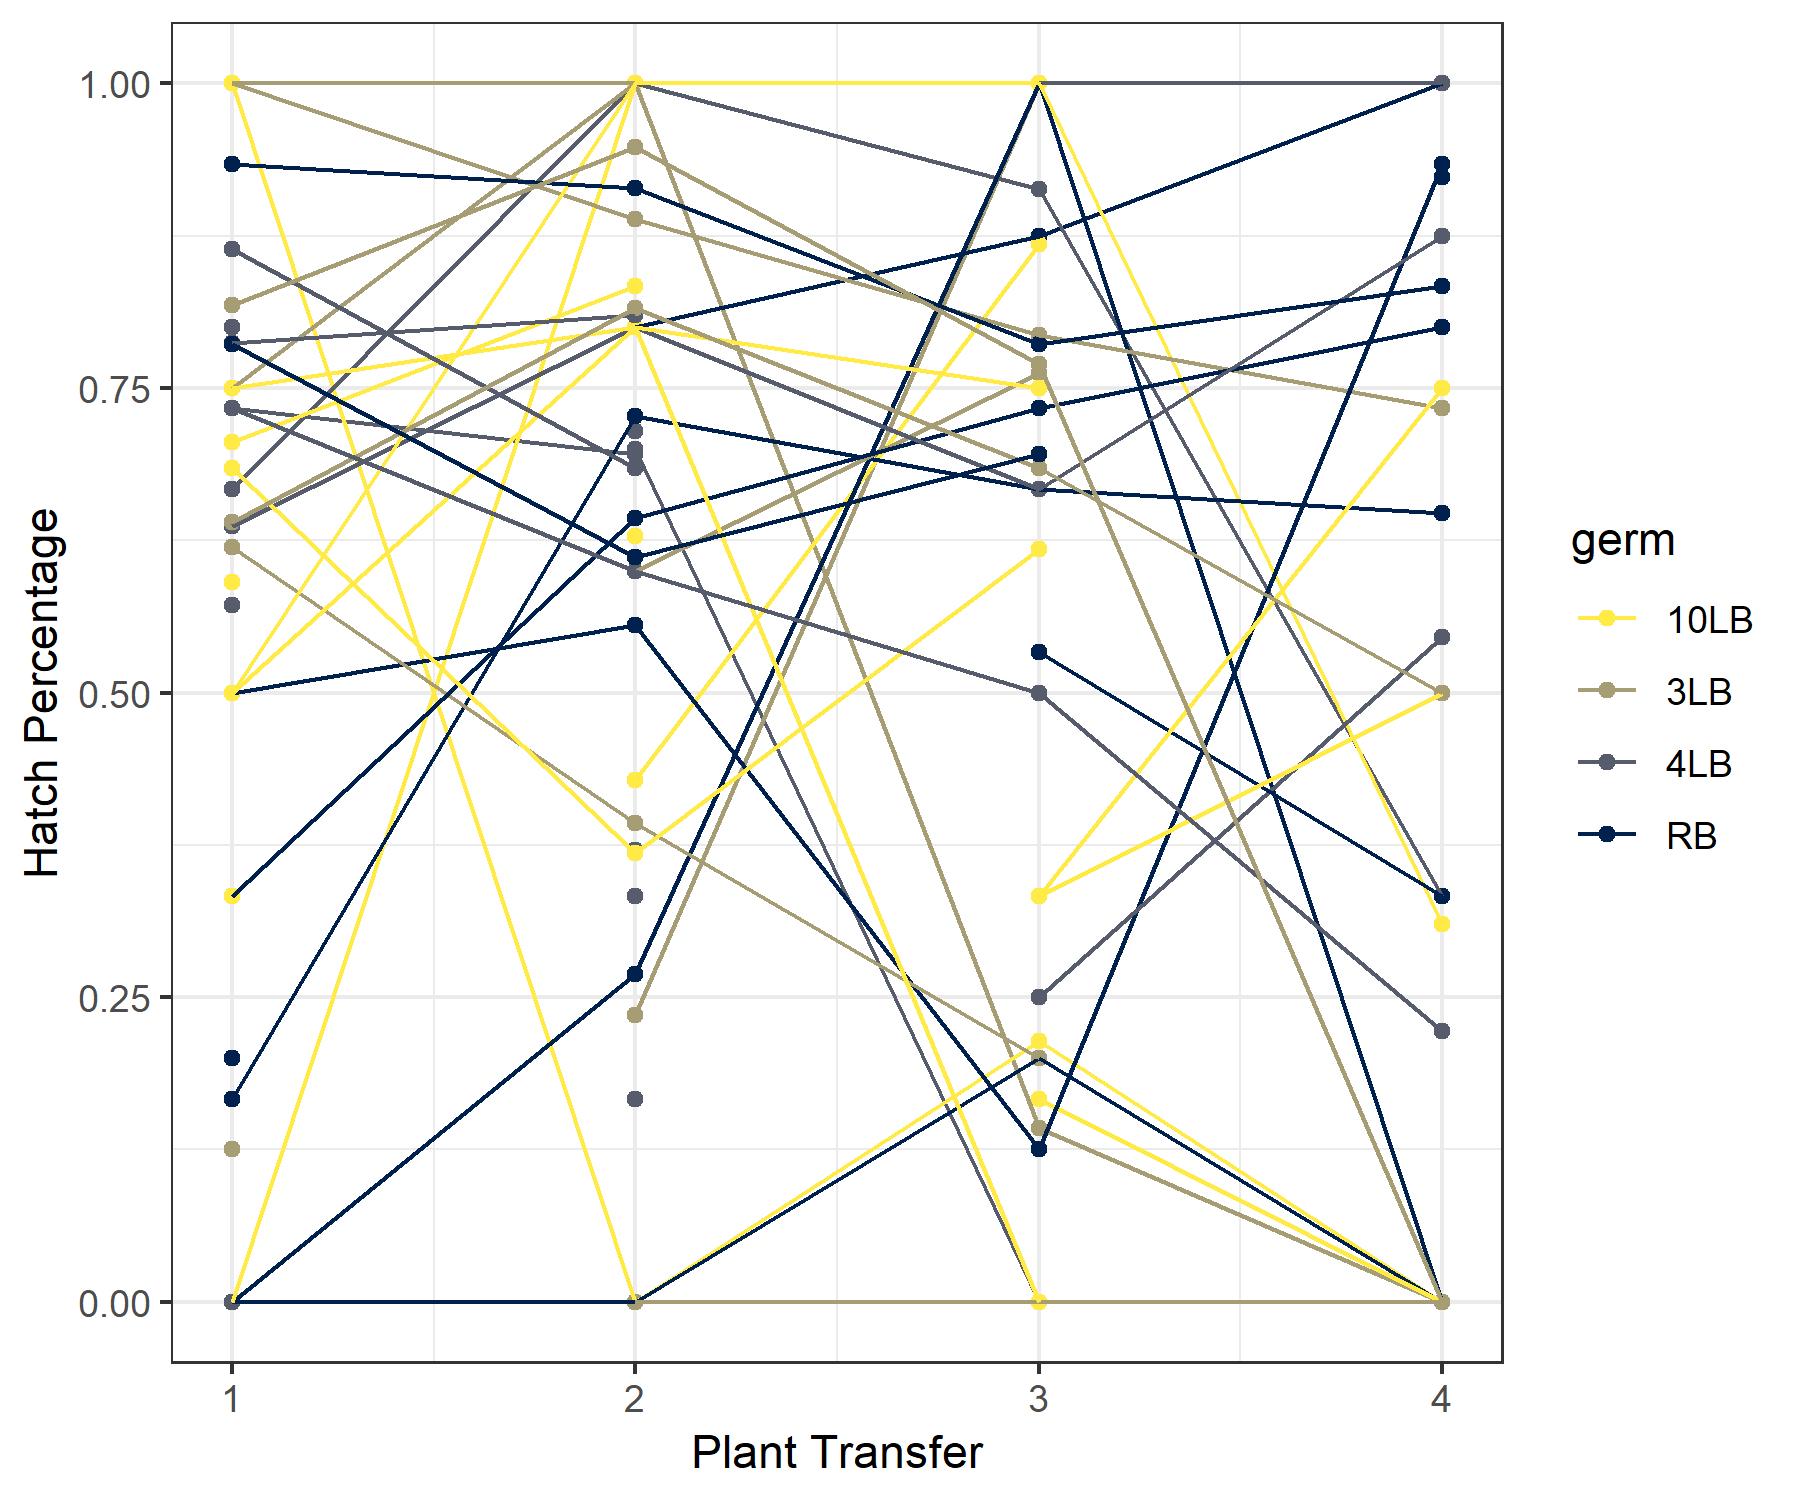 1.00
0.75
0.50
0.25
0.00
Hatch Percentage
1 2 3 4
Plant Transfer
germ
10LB
3LB
4LB
RB